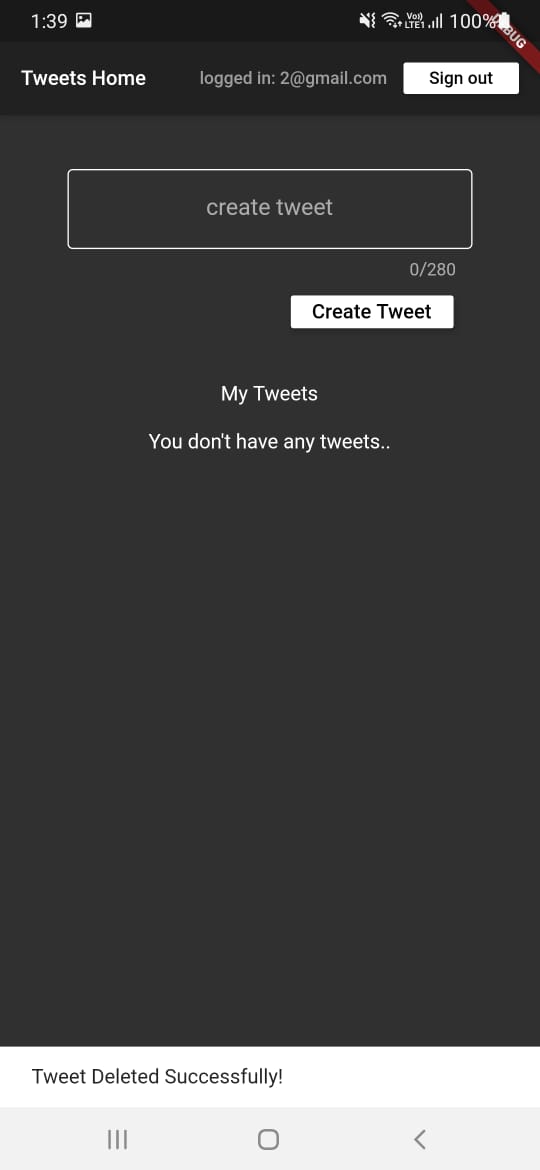 1:39 Vo)) LTE1 100%
BUG
Tweets Home logged in: 2@gmail.com Sign out
create tweet
0/280
Create Tweet
My Tweets
You don't have any tweets..
Tweet Deleted Successfully!